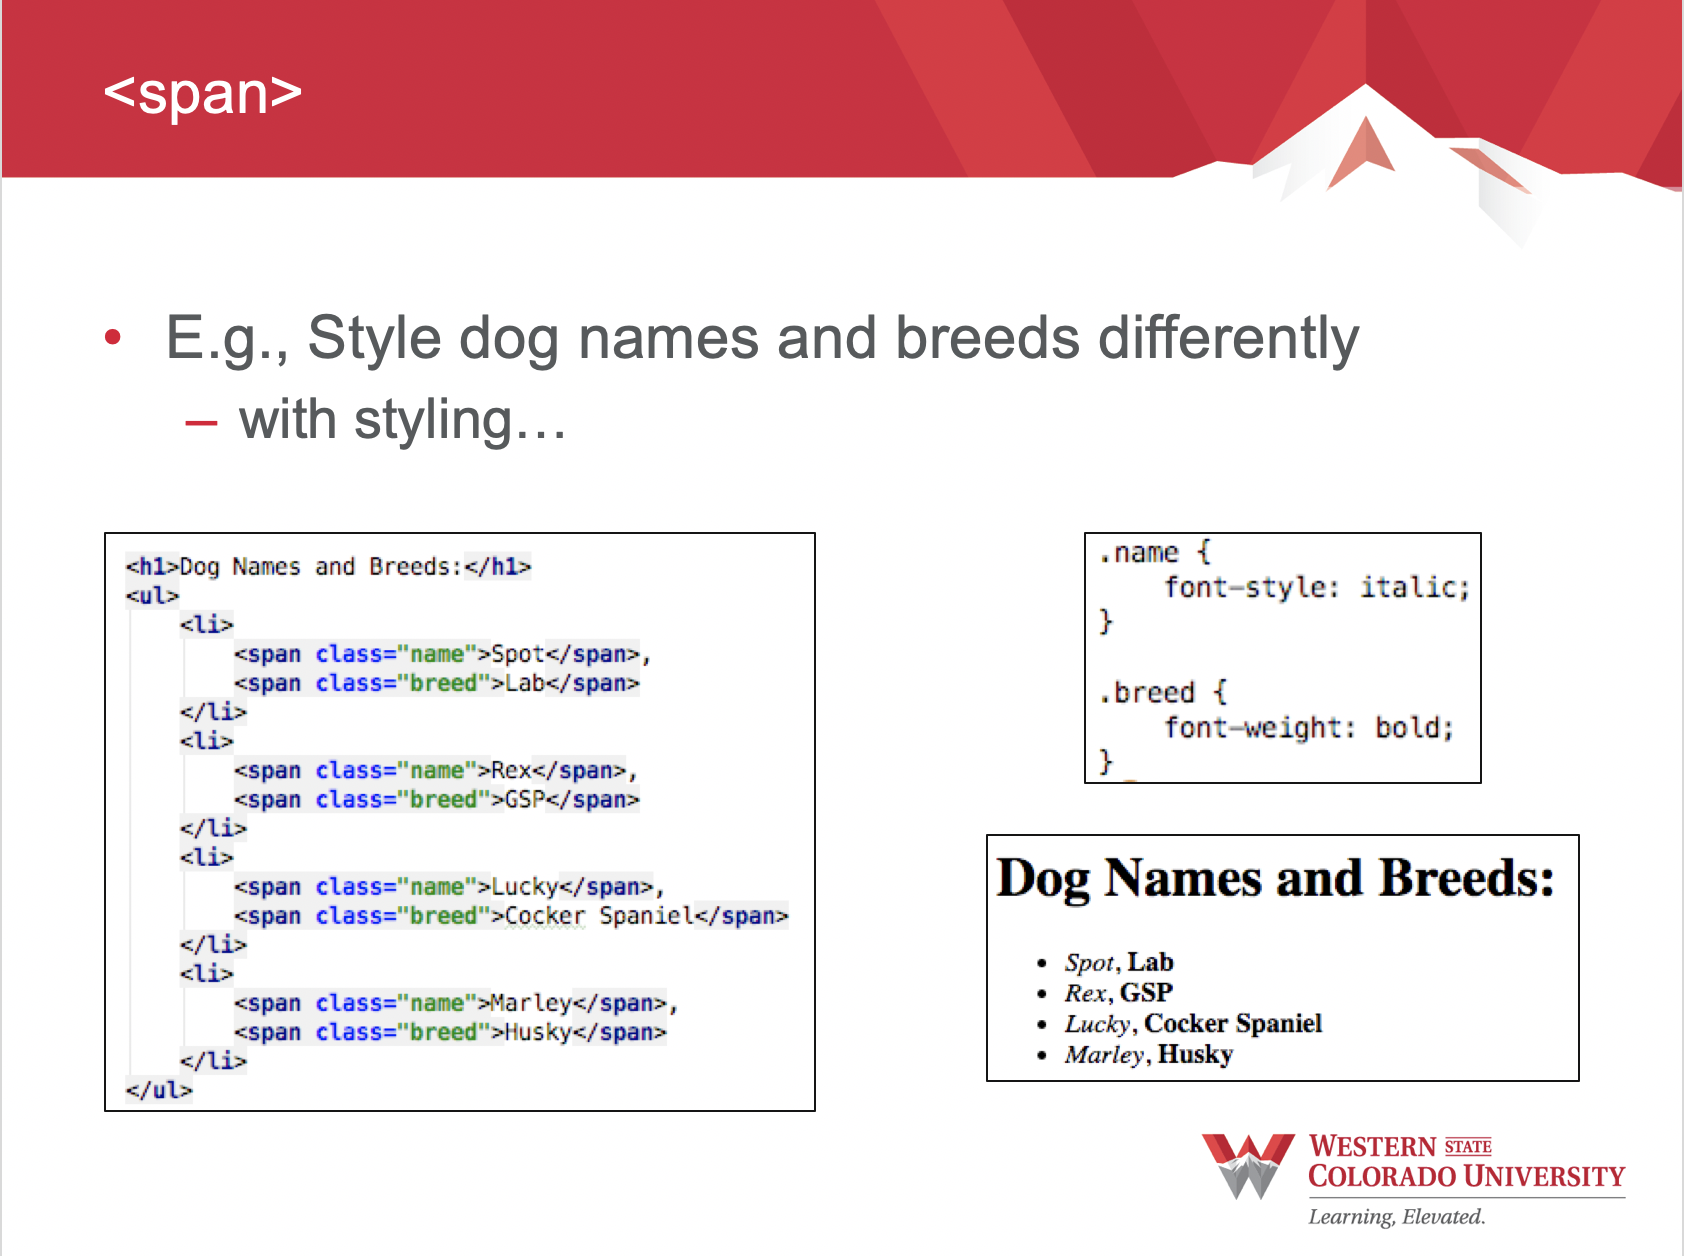 <span>
• E.g., Style dog names and breeds differently
– with styling…
<h1>Dog Names and Breeds:</h1>
<ul>
    <li>
        <span class="name">Spot</span>,
        <span class="breed">Lab</span>
    </li>
    <li>
        <span class="name">Rex</span>,
        <span class="breed">GSP</span>
    </li>
    <li>
        <span class="name">Lucky</span>,
        <span class="breed">Cocker Spaniel</span>
    </li>
    <li>
        <span class="name">Marley</span>,
        <span class="breed">Husky</span>
    </li>
</ul>
.name {
    font-style: italic;
}
.breed {
    font-weight: bold;
}
Dog Names and Breeds:
• Spot, Lab
• Rex, GSP
• Lucky, Cocker Spaniel
• Marley, Husky
WESTERN STATE
COLORADO UNIVERSITY
Learning, Elevated.